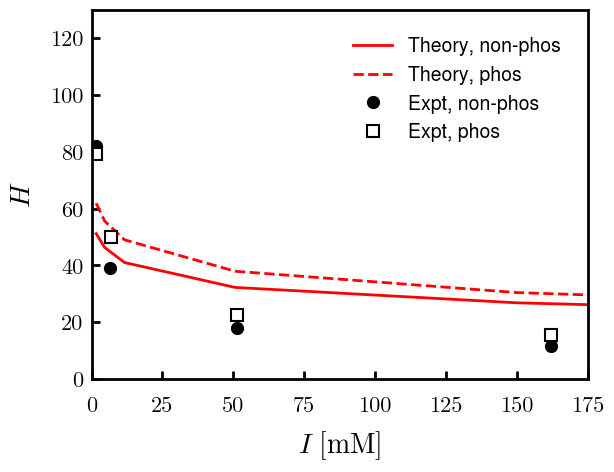 120
100
80
60
40
20
0
H
0 25 50 75 100 125 150 175
I [mM]
Theory, non-phos
Theory, phos
Expt, non-phos
Expt, phos